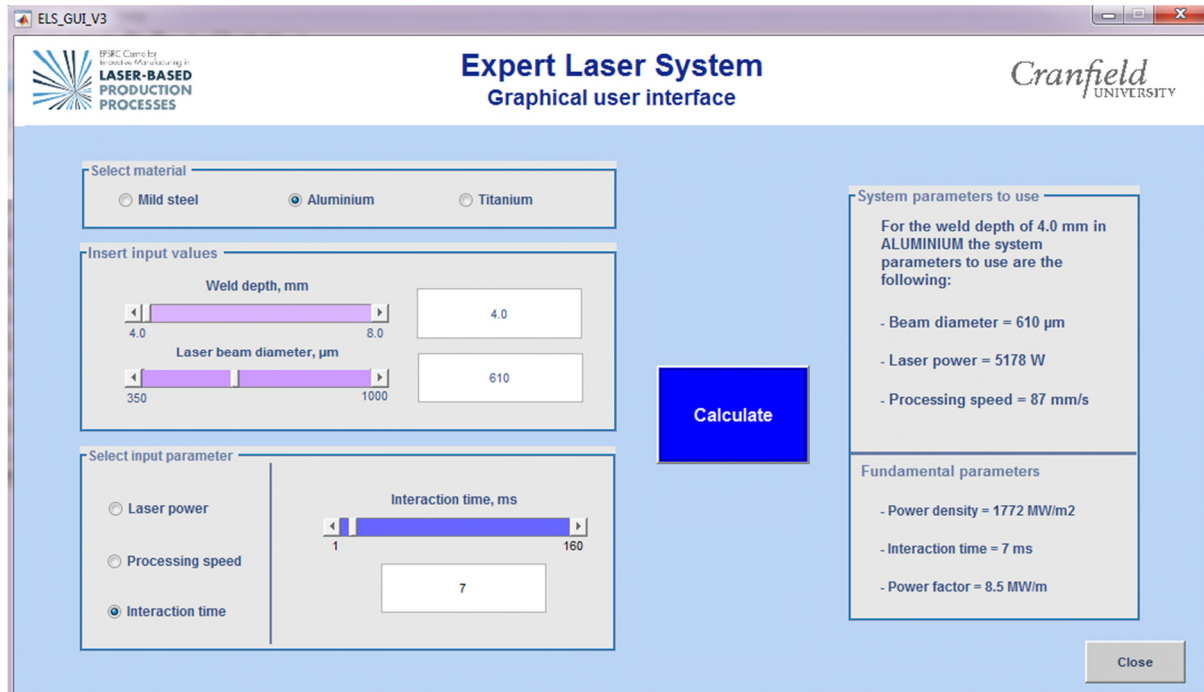 ELS_GUI_V3
EPSRC Centre for
Innovative Manufacturing in
LASER-BASED
PRODUCTION
PROCESSES
Expert Laser System
Graphical user interface
Cranfield
UNIVERSITY
Select material
Mild steel
Aluminium
Titanium
Insert input values
Weld depth, mm
4.0
8.0
4.0
Laser beam diameter, µm
350
1000
610
Select input parameter
Laser power
Processing speed
Interaction time
Interaction time, ms
1
160
7
Calculate
System parameters to use
For the weld depth of 4.0 mm in
ALUMINIUM the system
parameters to use are the
following:
- Beam diameter = 610 µm
- Laser power = 5178 W
- Processing speed = 87 mm/s
Fundamental parameters
- Power density = 1772 MW/m2
- Interaction time = 7 ms
- Power factor = 8.5 MW/m
Close